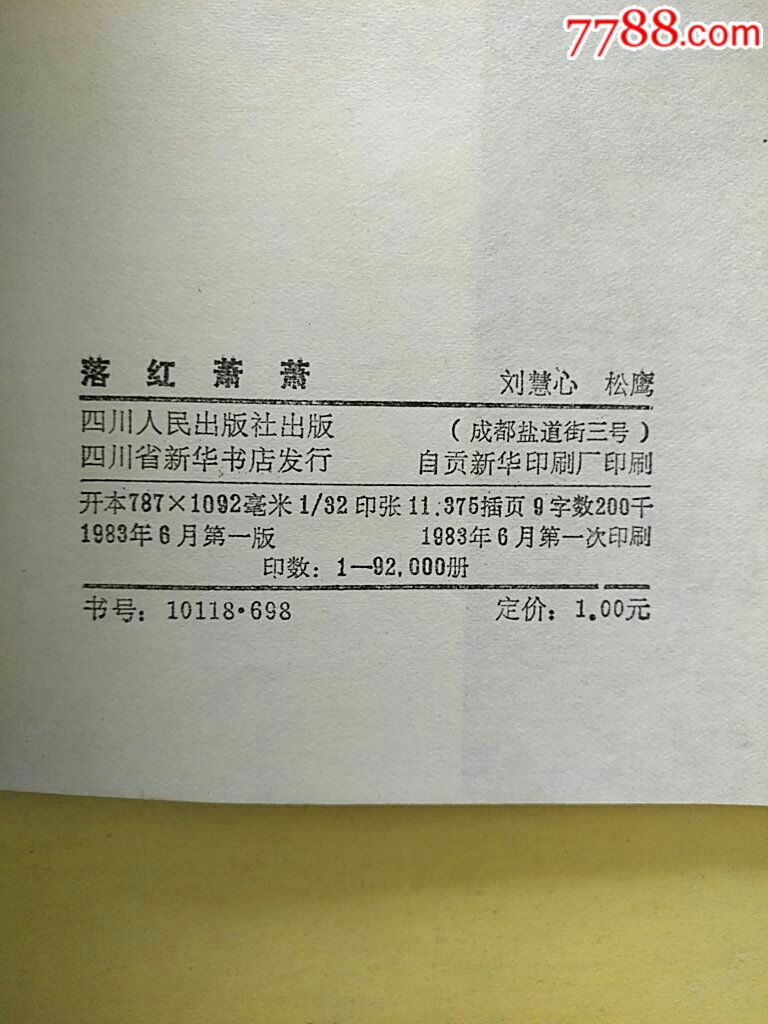 7788.com
落红萧萧 刘慧心 松鹰
四川人民出版社出版 （成都盐道街三号）
四川省新华书店发行 自贡新华印刷厂印刷
开本787×1092毫米1/32印张11.375插页9字数200千
1983年6月第一版 1983年6月第一次印刷
印数：1—92,000册
书号：10118·698 定价：1.00元